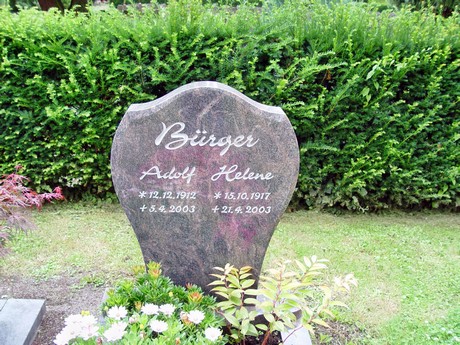 Bürger
Adolf Helene
*12.12.1912 *15.10.1917
+5.4.2003 +21.4.2003